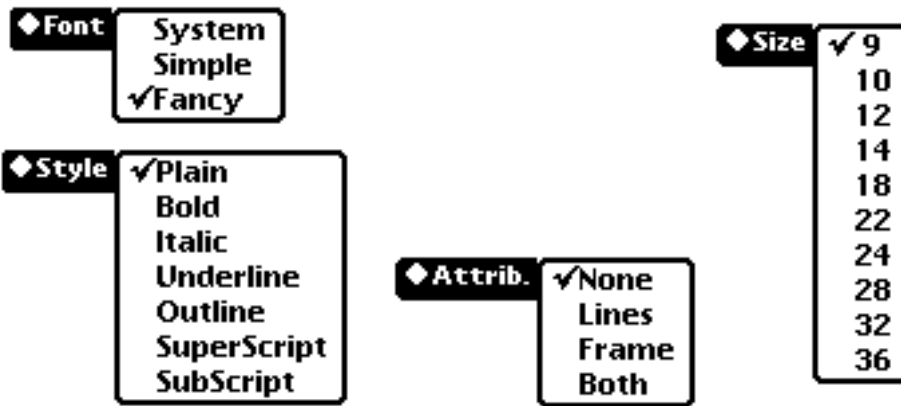 ◆Font
System
Simple
✓Fancy
◆Style
✓Plain
Bold
Italic
Underline
Outline
SuperScript
SubScript
◆Attrib.
✓None
Lines
Frame
Both
◆Size
✓9
10
12
14
18
22
24
28
32
36